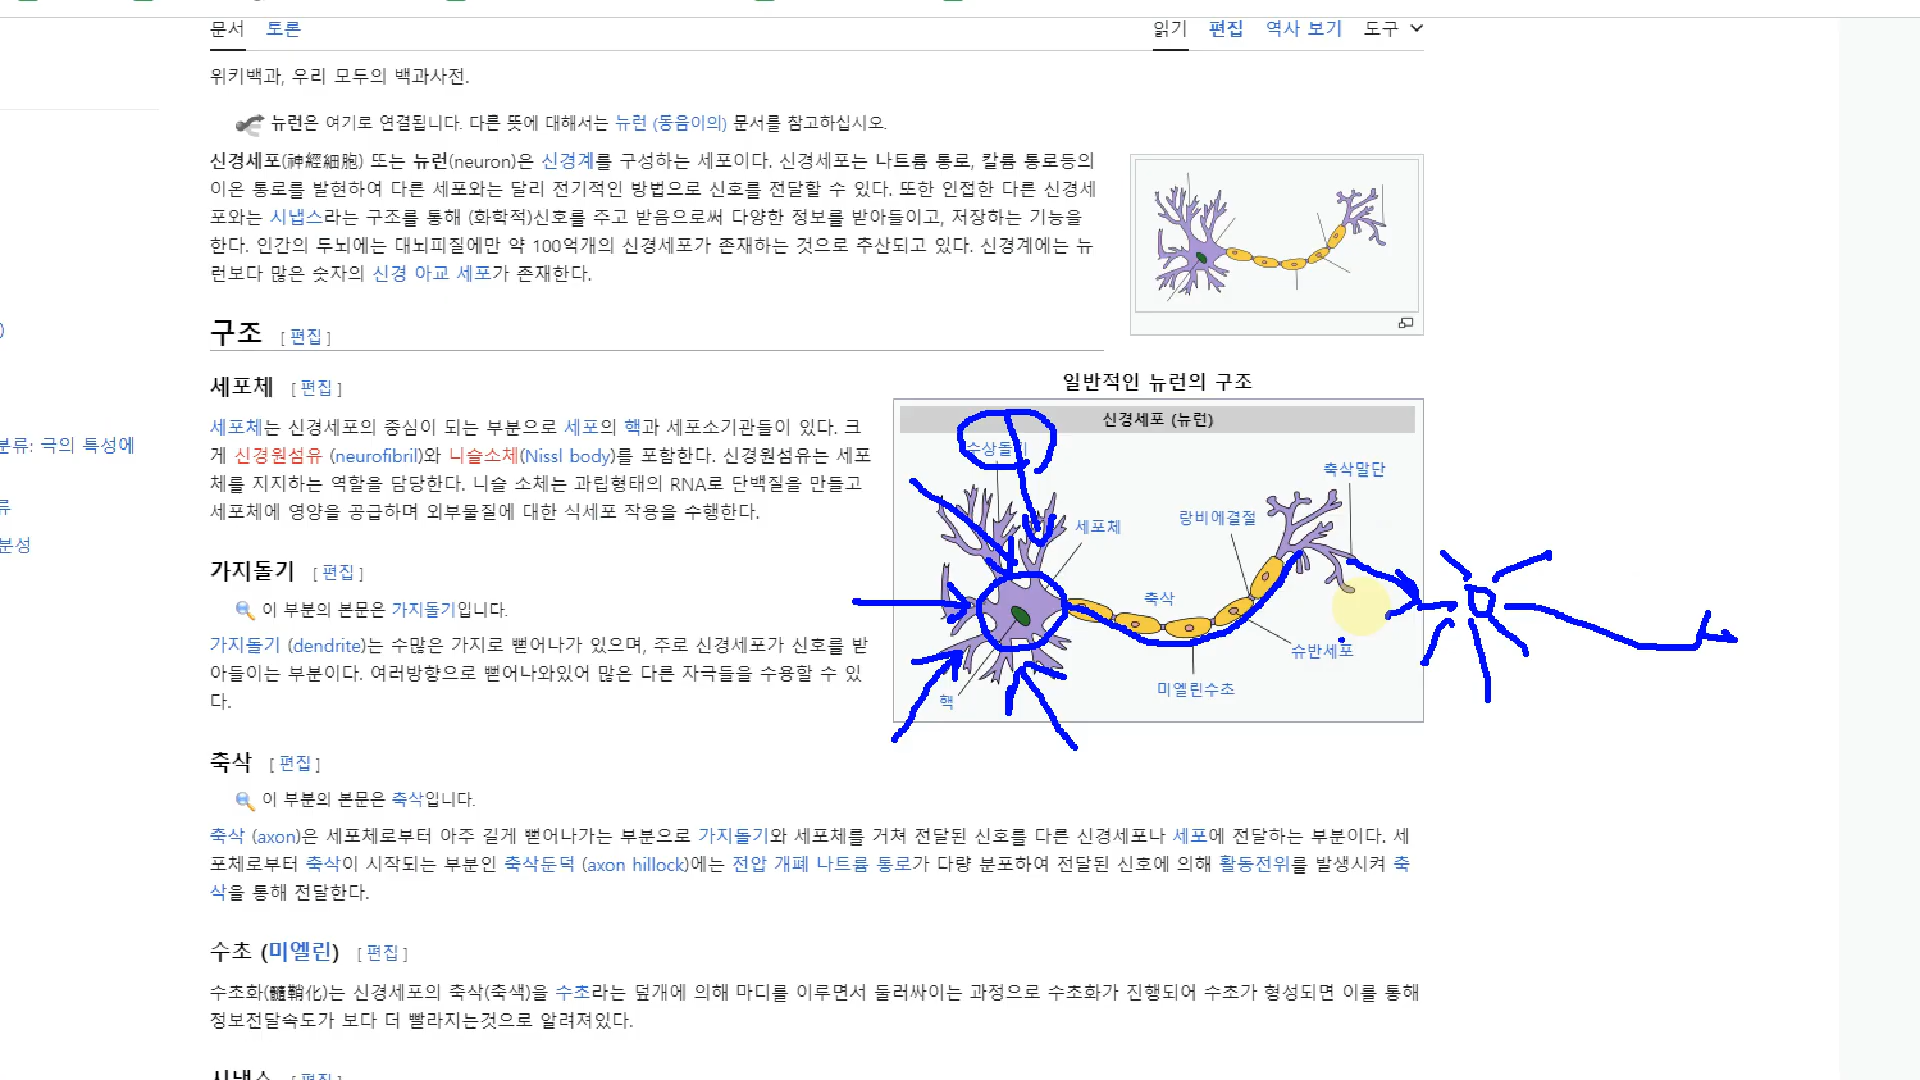 문서 토론 읽기 편집 역사 보기 도구
위키백과, 우리 모두의 백과사전.
뉴런은 여기로 연결됩니다. 다른 뜻에 대해서는 뉴런 (동음이의) 문서를 참고하십시오.
신경세포(神經細胞) 또는 뉴런(neuron)은 신경계를 구성하는 세포이다. 신경세포는 나트륨 통로, 칼륨 통로등의
이온 통로를 발현하여 다른 세포와는 달리 전기적인 방법으로 신호를 전달할 수 있다. 또한 인접한 다른 신경세
포와는 시냅스라는 구조를 통해 (화학적)신호를 주고 받음으로써 다양한 정보를 받아들이고, 저장하는 기능을
한다. 인간의 두뇌에는 대뇌피질에만 약 100억개의 신경세포가 존재하는 것으로 추산되고 있다. 신경계에는 뉴
런보다 많은 숫자의 신경 아교 세포가 존재한다.
구조 [ 편집 ]
세포체 [ 편집 ]
세포체는 신경세포의 중심이 되는 부분으로 세포의 핵과 세포소기관들이 있다. 크
게 신경원섬유 (neurofibril)와 니슬소체(Nissl body)를 포함한다. 신경원섬유는 세포
체를 지지하는 역할을 담당한다. 니슬 소체는 과립형태의 RNA로 단백질을 만들고
세포체에 영양을 공급하며 외부물질에 대한 식세포 작용을 수행한다.
일반적인 뉴런의 구조
신경세포 (뉴런)
수상돌기
축삭말단
랑비에결절
세포체
축삭
슈반세포
미엘린수초
핵
분류: 극의 특성에
류
분성
가지돌기 [ 편집 ]
이 부분의 본문은 가지돌기입니다.
가지돌기 (dendrite)는 수많은 가지로 뻗어나가 있으며, 주로 신경세포가 신호를 받
아들이는 부분이다. 여러방향으로 뻗어나와있어 많은 다른 자극들을 수용할 수 있
다.
축삭 [ 편집 ]
이 부분의 본문은 축삭입니다.
축삭 (axon)은 세포체로부터 아주 길게 뻗어나가는 부분으로 가지돌기와 세포체를 거쳐 전달된 신호를 다른 신경세포나 세포에 전달하는 부분이다. 세
포체로부터 축삭이 시작되는 부분인 축삭둔덕 (axon hillock)에는 전압 개폐 나트륨 통로가 다량 분포하여 전달된 신호에 의해 활동전위를 발생시켜 축
삭을 통해 전달한다.
수초 (미엘린) [ 편집 ]
수초화(髓鞘化)는 신경세포의 축삭(축색)을 수초라는 덮개에 의해 마디를 이루면서 둘러싸이는 과정으로 수초화가 진행되어 수초가 형성되면 이를 통해
정보전달속도가 보다 더 빨라지는것으로 알려져있다.
시냅스 [ 편집 ]